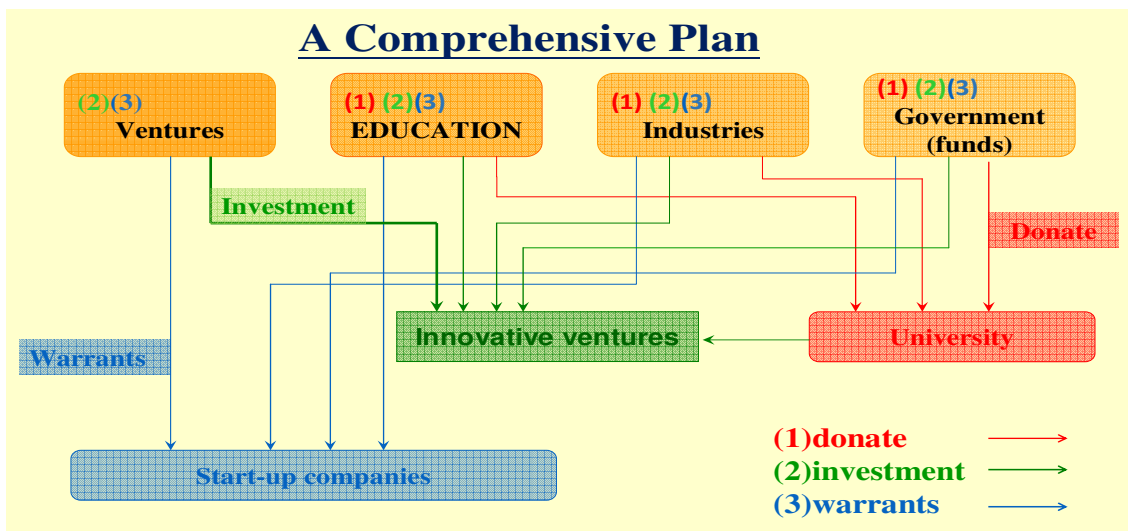 A Comprehensive Plan
(2)(3)
Ventures
(1) (2)(3)
EDUCATION
(1) (2)(3)
Industries
(1) (2)(3)
Government
(funds)
Investment
Donate
Innovative ventures
University
Warrants
Start-up companies
(1)donate
(2)investment
(3)warrants